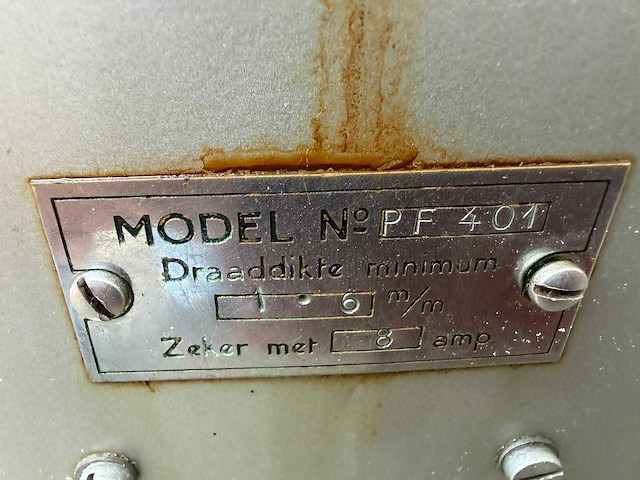 MODEL Nº PF 401
Draaddikte minimum
1•6 m/m
Zeker met 8 amp.